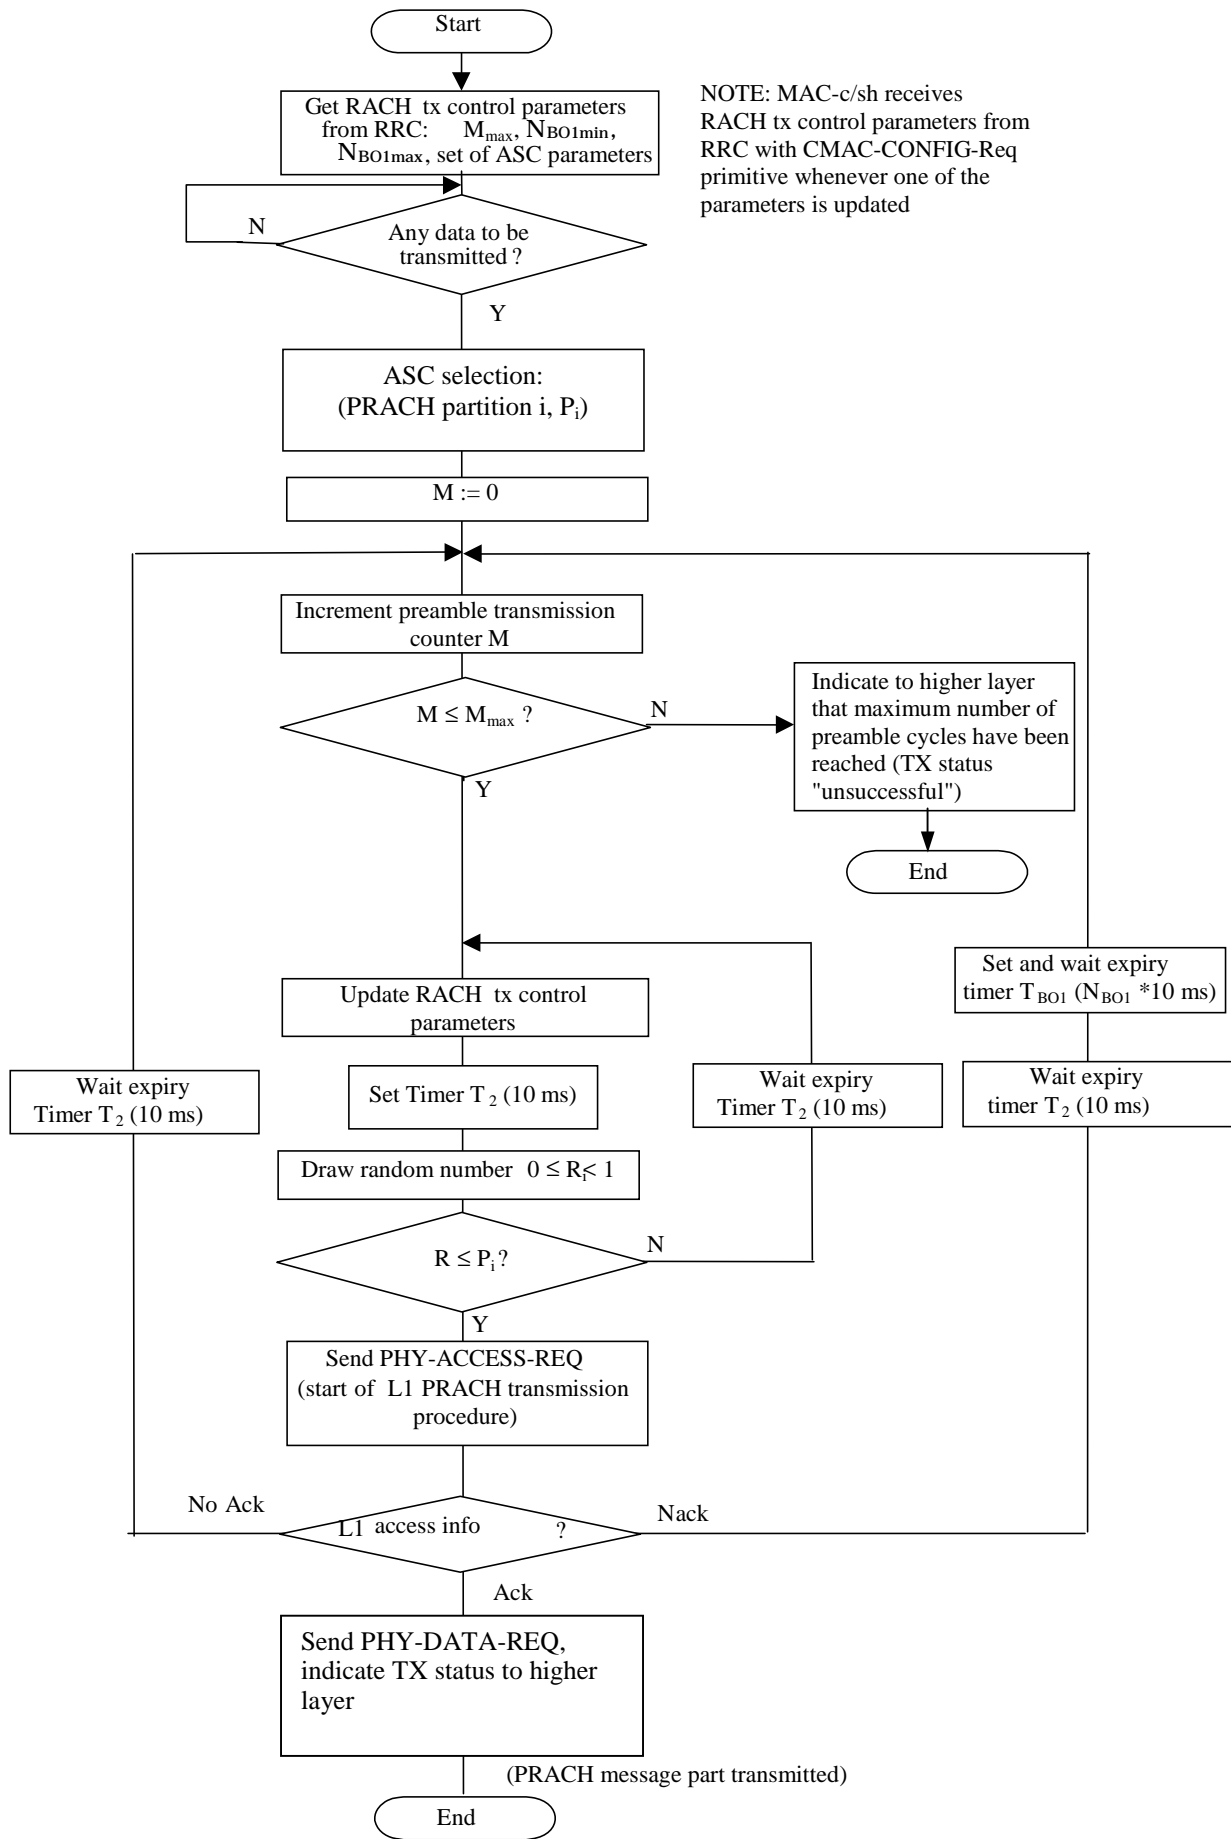 Start
Get RACH tx control parameters
from RRC: Mmax, NBO1min,
NBO1max, set of ASC parameters
NOTE: MAC-c/sh receives
RACH tx control parameters from
RRC with CMAC-CONFIG-Req
primitive whenever one of the
parameters is updated
N
Any data to be
transmitted ?
Y
ASC selection:
(PRACH partition i, Pi)
M := 0
Increment preamble transmission
counter M
M ≤ Mmax ?
N
Y
Indicate to higher layer
that maximum number of
preamble cycles have been
reached (TX status
"unsuccessful")
End
Update RACH tx control
parameters
Set and wait expiry
timer TBO1 (NBO1 *10 ms)
Wait expiry
Timer T2 (10 ms)
Set Timer T2 (10 ms)
Wait expiry
Timer T2 (10 ms)
Wait expiry
timer T2 (10 ms)
Draw random number 0 ≤ Ri< 1
R ≤ Pi?
N
Y
Send PHY-ACCESS-REQ
(start of L1 PRACH transmission
procedure)
No Ack
L1 access info ?
Nack
Ack
Send PHY-DATA-REQ,
indicate TX status to higher
layer
(PRACH message part transmitted)
End